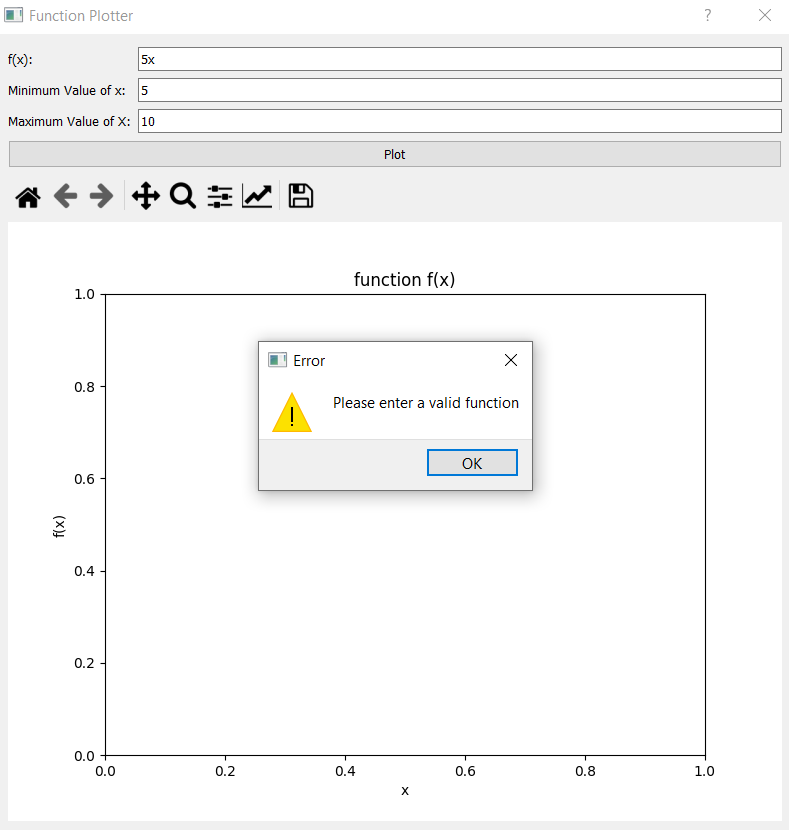 Function Plotter
f(x): 5x
Minimum Value of x: 5
Maximum Value of X: 10
Plot
function f(x)
1.0
Error
0.8
Please enter a valid function
OK
0.6
f(x)
0.4
0.2
0.0
0.0 0.2 0.4 0.6 0.8 1.0
x